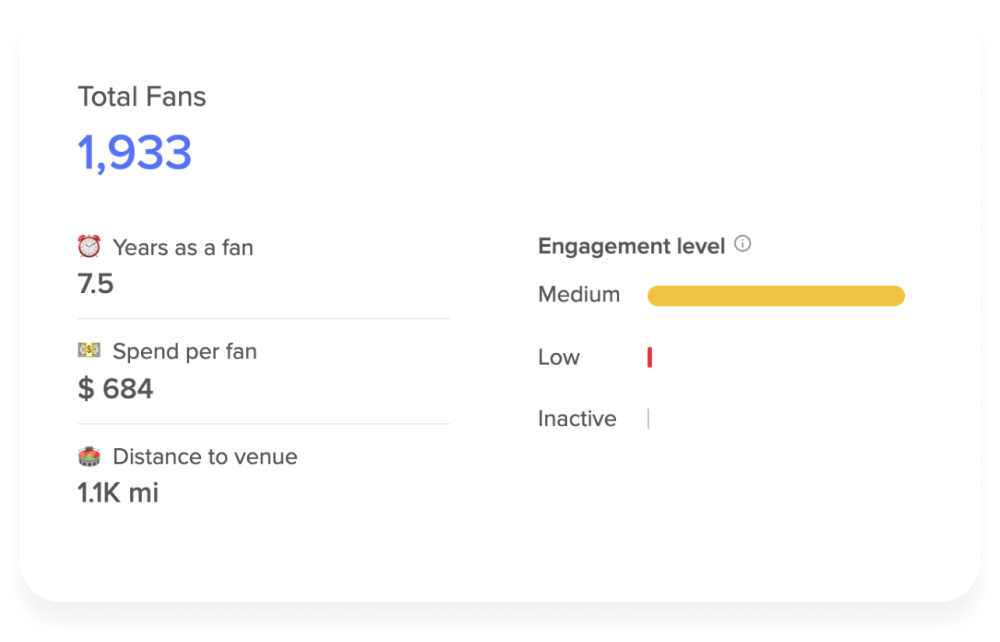 Total Fans
1,933
Years as a fan
7.5
Spend per fan
$ 684
Distance to venue
1.1K mi
Engagement level
Medium
Low
Inactive